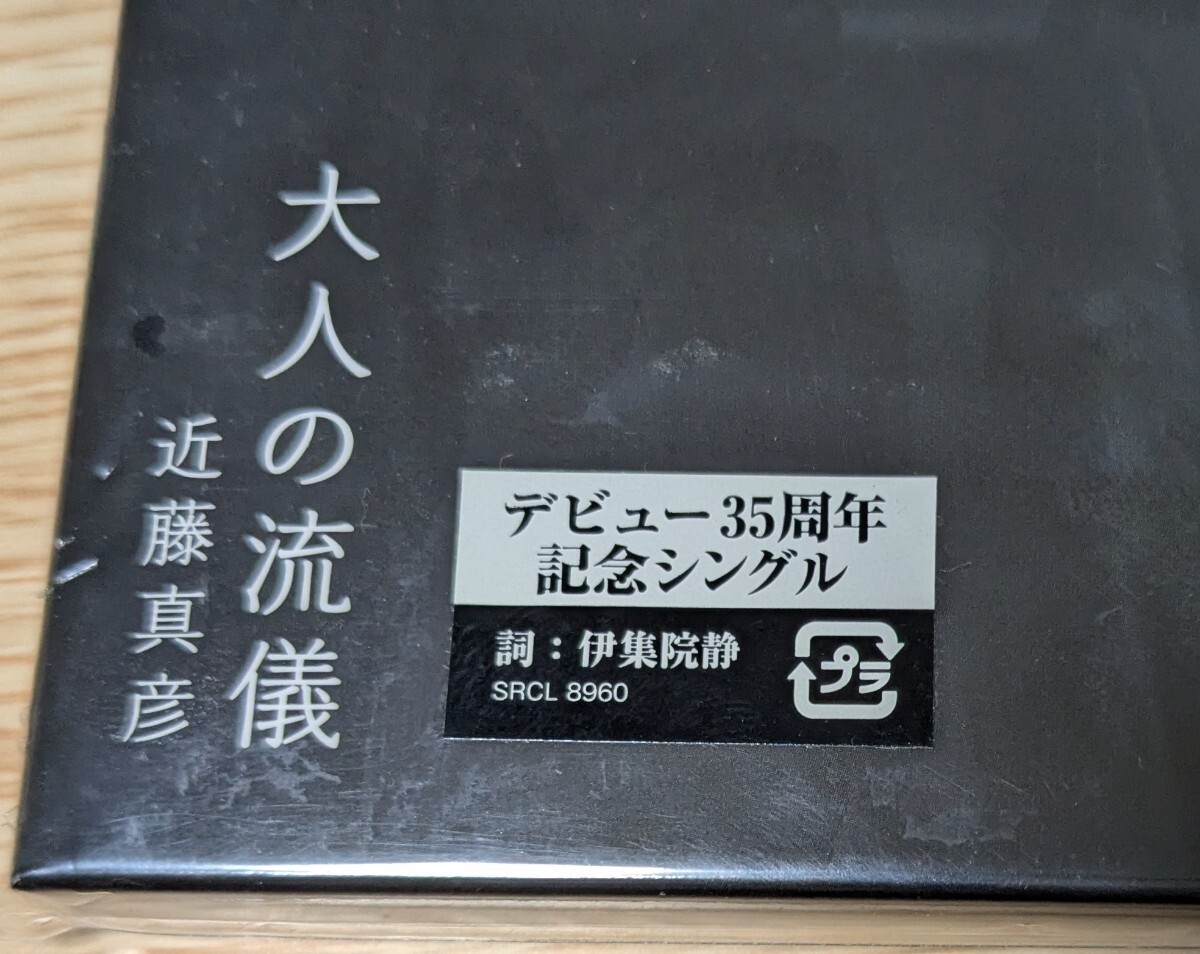 大人の流儀
近藤真彦
デビュー35周年
記念シングル
詞：伊集院静
SRCL 8960
プラ